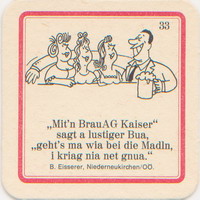 33
„Mit'n BrauAG Kaiser“
sagt a lustiger Bua,
„geht's ma wia bei die Madln,
i kriag nia net gnua.“
B. Eisserer, Niederneukirchen/OÖ.